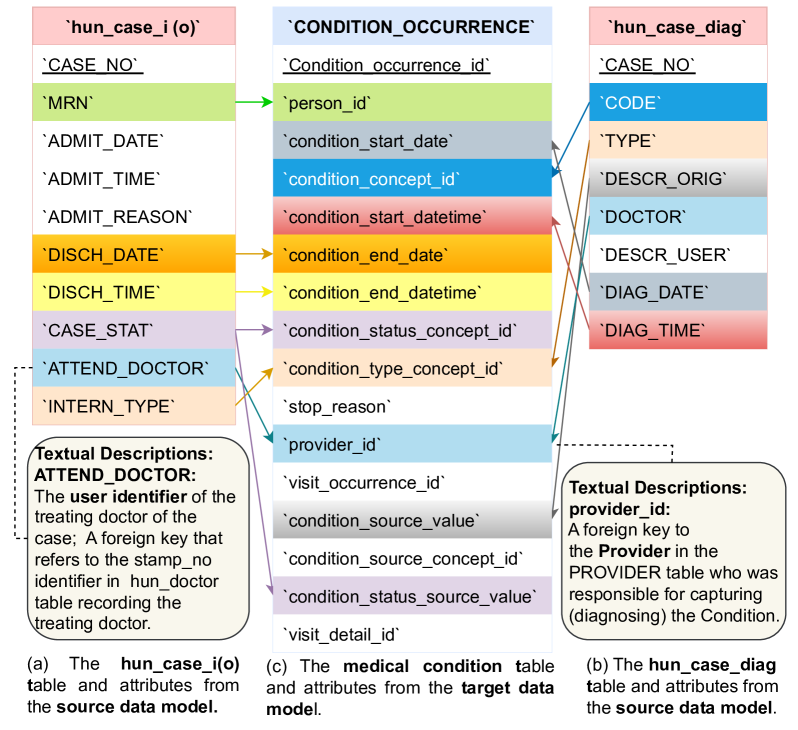 `hun_case_i (o)`
`CASE_NO`
`MRN`
`ADMIT_DATE`
`ADMIT_TIME`
`ADMIT_REASON`
`DISCH_DATE`
`DISCH_TIME`
`CASE_STAT`
`ATTEND_DOCTOR`
`INTERN_TYPE`
Textual Descriptions:
ATTEND_DOCTOR:
The user identifier of the
treating doctor of the
case; A foreign key that
refers to the stamp_no
identifier in hun_doctor
table recording the
treating doctor.
(a) The hun_case_i(o)
table and attributes from
the source data model.
`CONDITION_OCCURRENCE`
`Condition_occurrence_id`
`person_id`
`condition_start_date`
`condition_concept_id`
`condition_start_datetime`
`condition_end_date`
`condition_end_datetime`
`condition_status_concept_id`
`condition_type_concept_id`
`stop_reason`
`provider_id`
`visit_occurrence_id`
`condition_source_value`
`condition_source_concept_id`
`condition_status_source_value`
`visit_detail_id`
(c) The medical condition table
and attributes from the target data
model.
`hun_case_diag`
`CASE_NO`
`CODE`
`TYPE`
`DESCR_ORIG`
`DOCTOR`
`DESCR_USER`
`DIAG_DATE`
`DIAG_TIME`
Textual Descriptions:
provider_id:
A foreign key to
the Provider in the
PROVIDER table who was
responsible for capturing
(diagnosing) the Condition.
(b) The hun_case_diag
table and attributes from
the source data model.